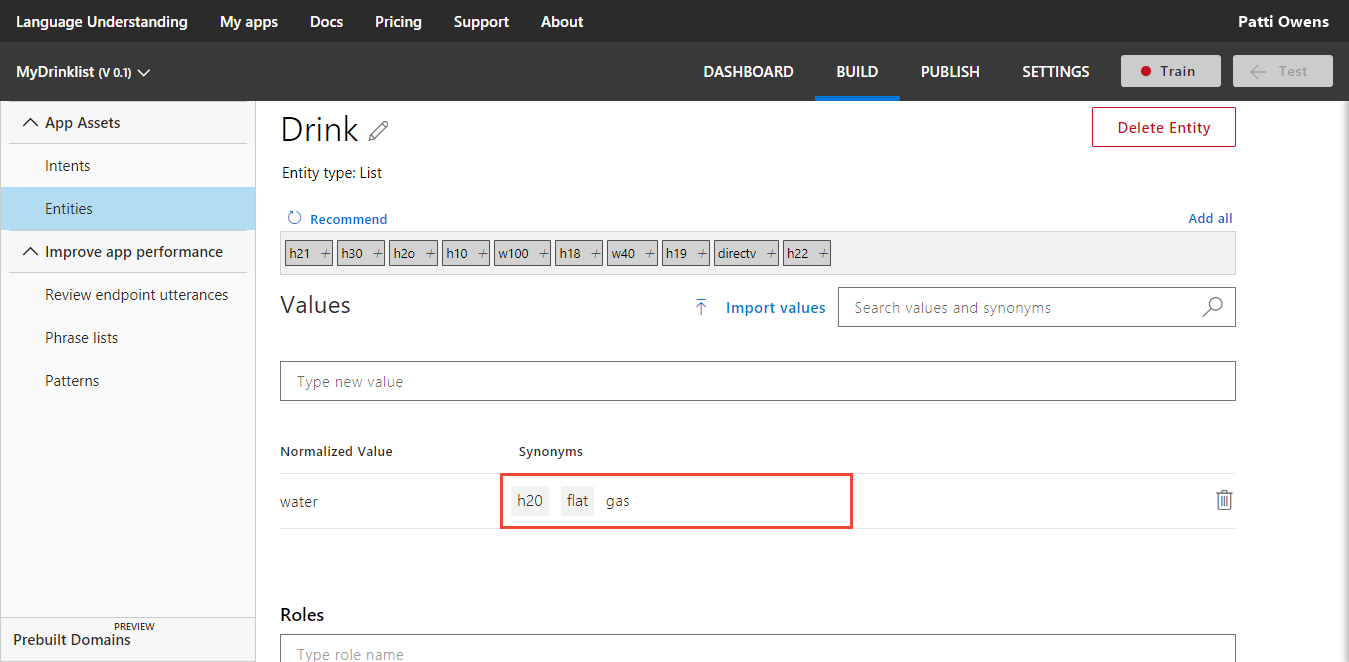 Language Understanding My apps Docs Pricing Support About Patti Owens
MyDrinklist (V 0.1) DASHBOARD BUILD PUBLISH SETTINGS Train Test
App Assets
Intents
Entities
Improve app performance
Review endpoint utterances
Phrase lists
Patterns
PREVIEW
Prebuilt Domains
Drink Delete Entity
Entity type: List
Recommend Add all
h21 + h30 + h2o + h10 + w100 + h18 + w40 + h19 + directv + h22 +
Values Import values Search values and synonyms
Type new value
Normalized Value Synonyms
water h20 flat gas
Roles
Type role name